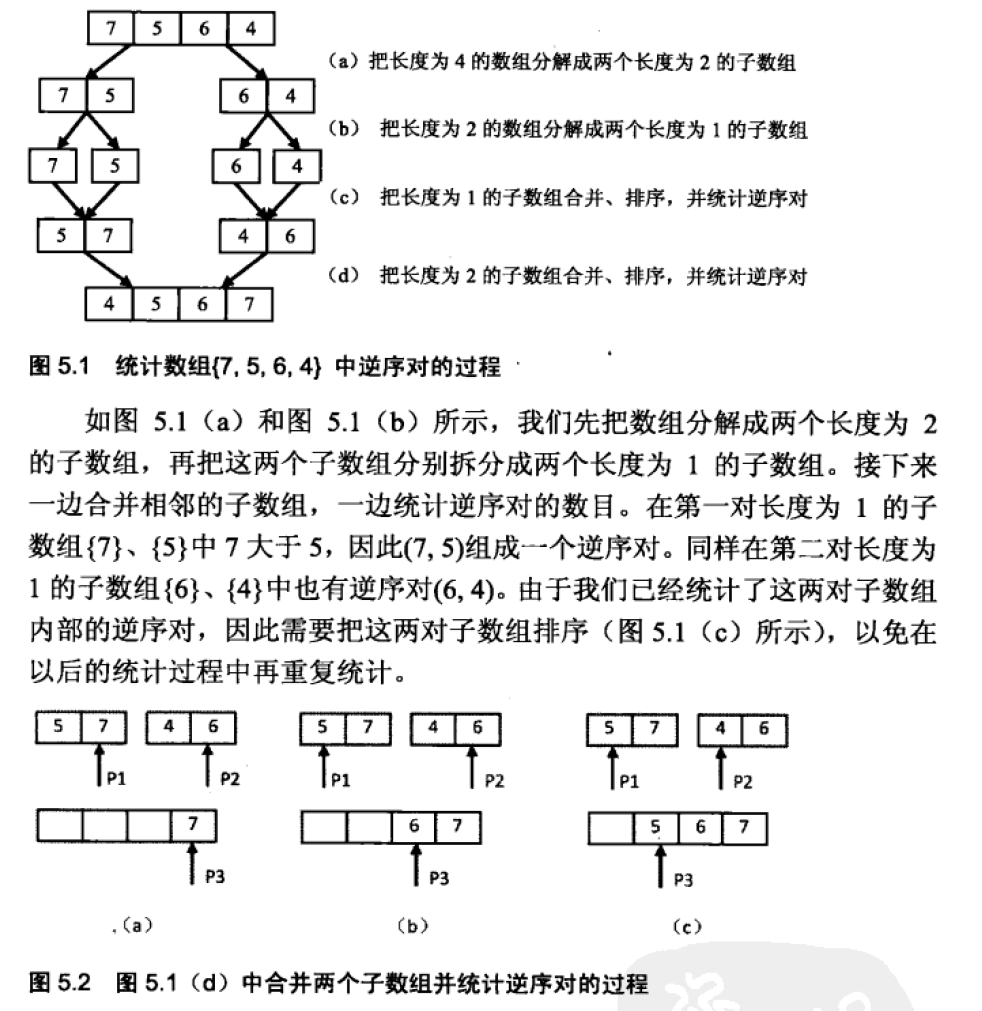 7 5 6 4
(a) 把长度为 4 的数组分解成两个长度为 2 的子数组
7 5 6 4
(b) 把长度为 2 的数组分解成两个长度为 1 的子数组
7 5 6 4
(c) 把长度为 1 的子数组合并、排序，并统计逆序对
5 7 4 6
(d) 把长度为 2 的子数组合并、排序，并统计逆序对
4 5 6 7
图 5.1 统计数组{7, 5, 6, 4} 中逆序对的过程
如图 5.1（a）和图 5.1（b）所示，我们先把数组分解成两个长度为 2
的子数组，再把这两个子数组分别拆分成两个长度为 1 的子数组。接下来
一边合并相邻的子数组，一边统计逆序对的数目。在第一对长度为 1 的子
数组{7}、{5}中 7 大于 5，因此(7, 5)组成一个逆序对。同样在第二对长度为
1 的子数组{6}、{4}中也有逆序对(6, 4)。由于我们已经统计了这两对子数组
内部的逆序对，因此需要把这两对子数组排序（图 5.1（c）所示），以免在
以后的统计过程中再重复统计。
5 7 4 6 5 7 4 6 5 7 4 6
P1 P2 P1 P2 P1 P2
7 6 7 5 6 7
P3 P3 P3
(a) (b) (c)
图 5.2 图 5.1（d）中合并两个子数组并统计逆序对的过程